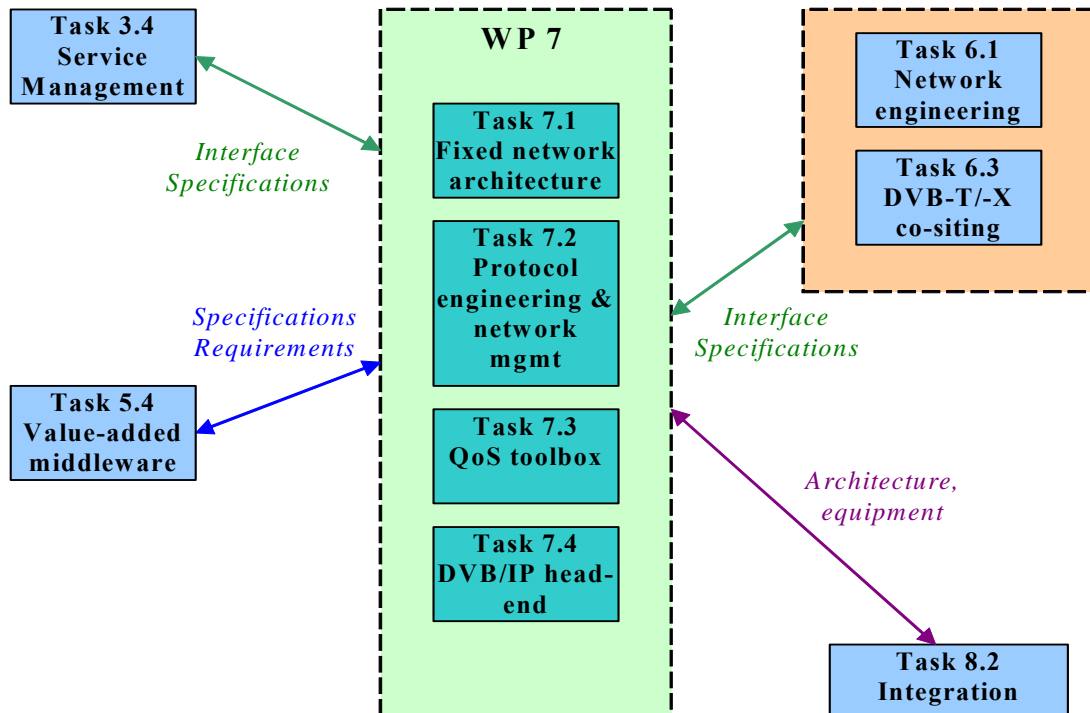 Task 3.4
Service
Management
Interface
Specifications
Specifications
Requirements
Task 5.4
Value-added
middleware
WP 7
Task 7.1
Fixed network
architecture
Task 7.2
Protocol
engineering &
network
mgmt
Task 7.3
QoS toolbox
Task 7.4
DVB/IP head-
end
Task 6.1
Network
engineering
Task 6.3
DVB-T/-X
co-siting
Interface
Specifications
Architecture,
equipment
Task 8.2
Integration